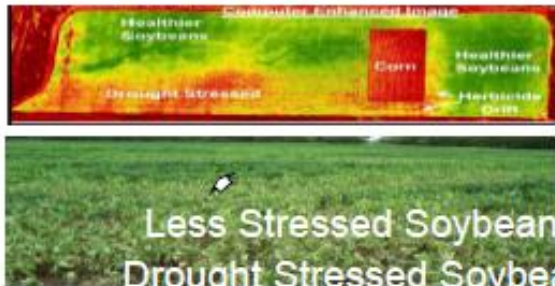 Computer Enhanced Image
Healthier
Soybeans
Corn
Healthier
Soybeans
Drought Stressed
Herbicide
Drift
Less Stressed Soybean
Drought Stressed Soybea